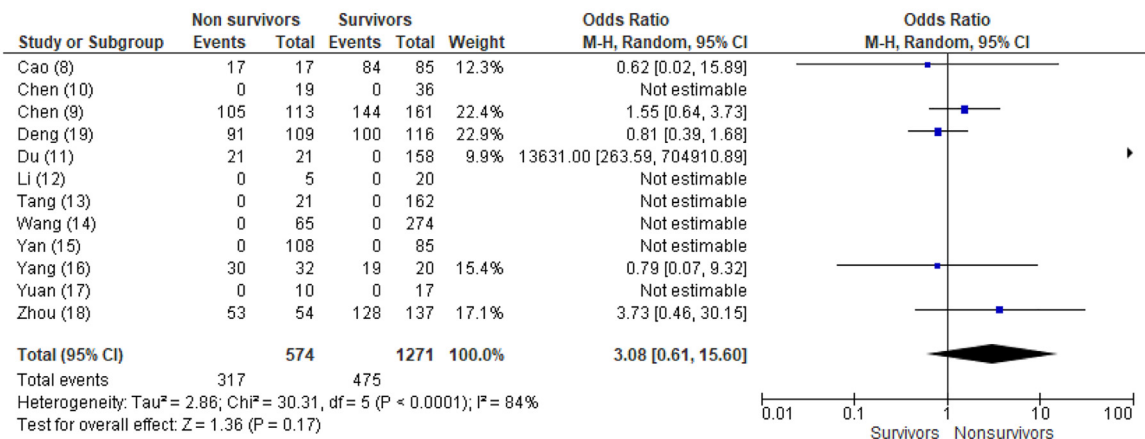 Non survivors Survivors Odds Ratio Odds Ratio
Study or Subgroup Events Total Events Total Weight M-H, Random, 95% CI M-H, Random, 95% CI
Cao (8) 17 17 84 85 12.3% 0.62 [0.02, 15.89]
Chen (10) 0 19 0 36 Not estimable
Chen (9) 105 113 144 161 22.4% 1.55 [0.64, 3.73]
Deng (19) 91 109 100 116 22.9% 0.81 [0.39, 1.68]
Du (11) 21 21 0 158 9.9% 13631.00 [263.59, 704910.89]
Li (12) 0 5 0 20 Not estimable
Tang (13) 0 21 0 162 Not estimable
Wang (14) 0 65 0 274 Not estimable
Yan (15) 0 108 0 85 Not estimable
Yang (16) 30 32 19 20 15.4% 0.79 [0.07, 9.32]
Yuan (17) 0 10 0 17 Not estimable
Zhou (18) 53 54 128 137 17.1% 3.73 [0.46, 30.15]
Total (95% CI) 574 1271 100.0% 3.08 [0.61, 15.60]
Total events 317 475
Heterogeneity: Tau² = 2.86; Chi² = 30.31, df = 5 (P < 0.0001); I² = 84%
Test for overall effect: Z = 1.36 (P = 0.17)
0.01 0.1 1 10 100
Survivors Nonsurvivors